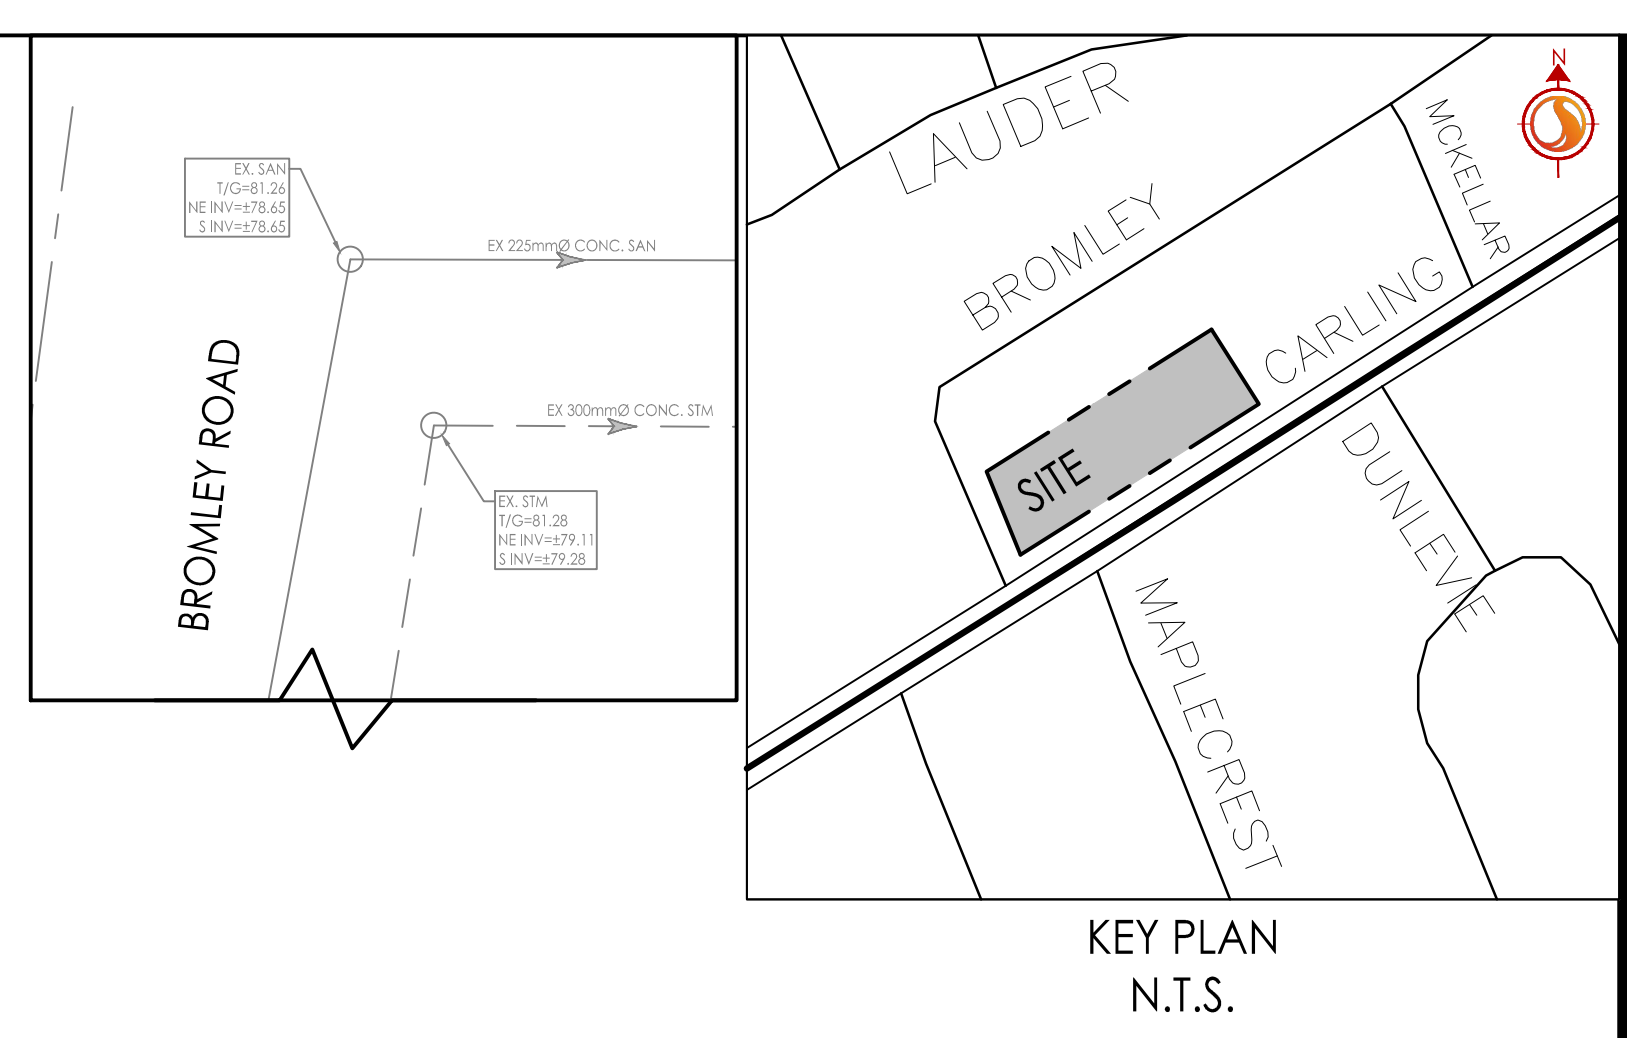 EX. SAN
T/G=81.26
NE INV=±78.65
S INV=±78.65
EX 225mmØ CONC. SAN
BROMLEY ROAD
EX 300mmØ CONC. STM
EX. STM
T/G=81.28
NE INV=±79.11
S INV=±79.28
LAUDER
BROMLEY
MCKELLAR
N
CARLING
SITE
DUNLEVIE
MAPLECREST
KEY PLAN
N.T.S.